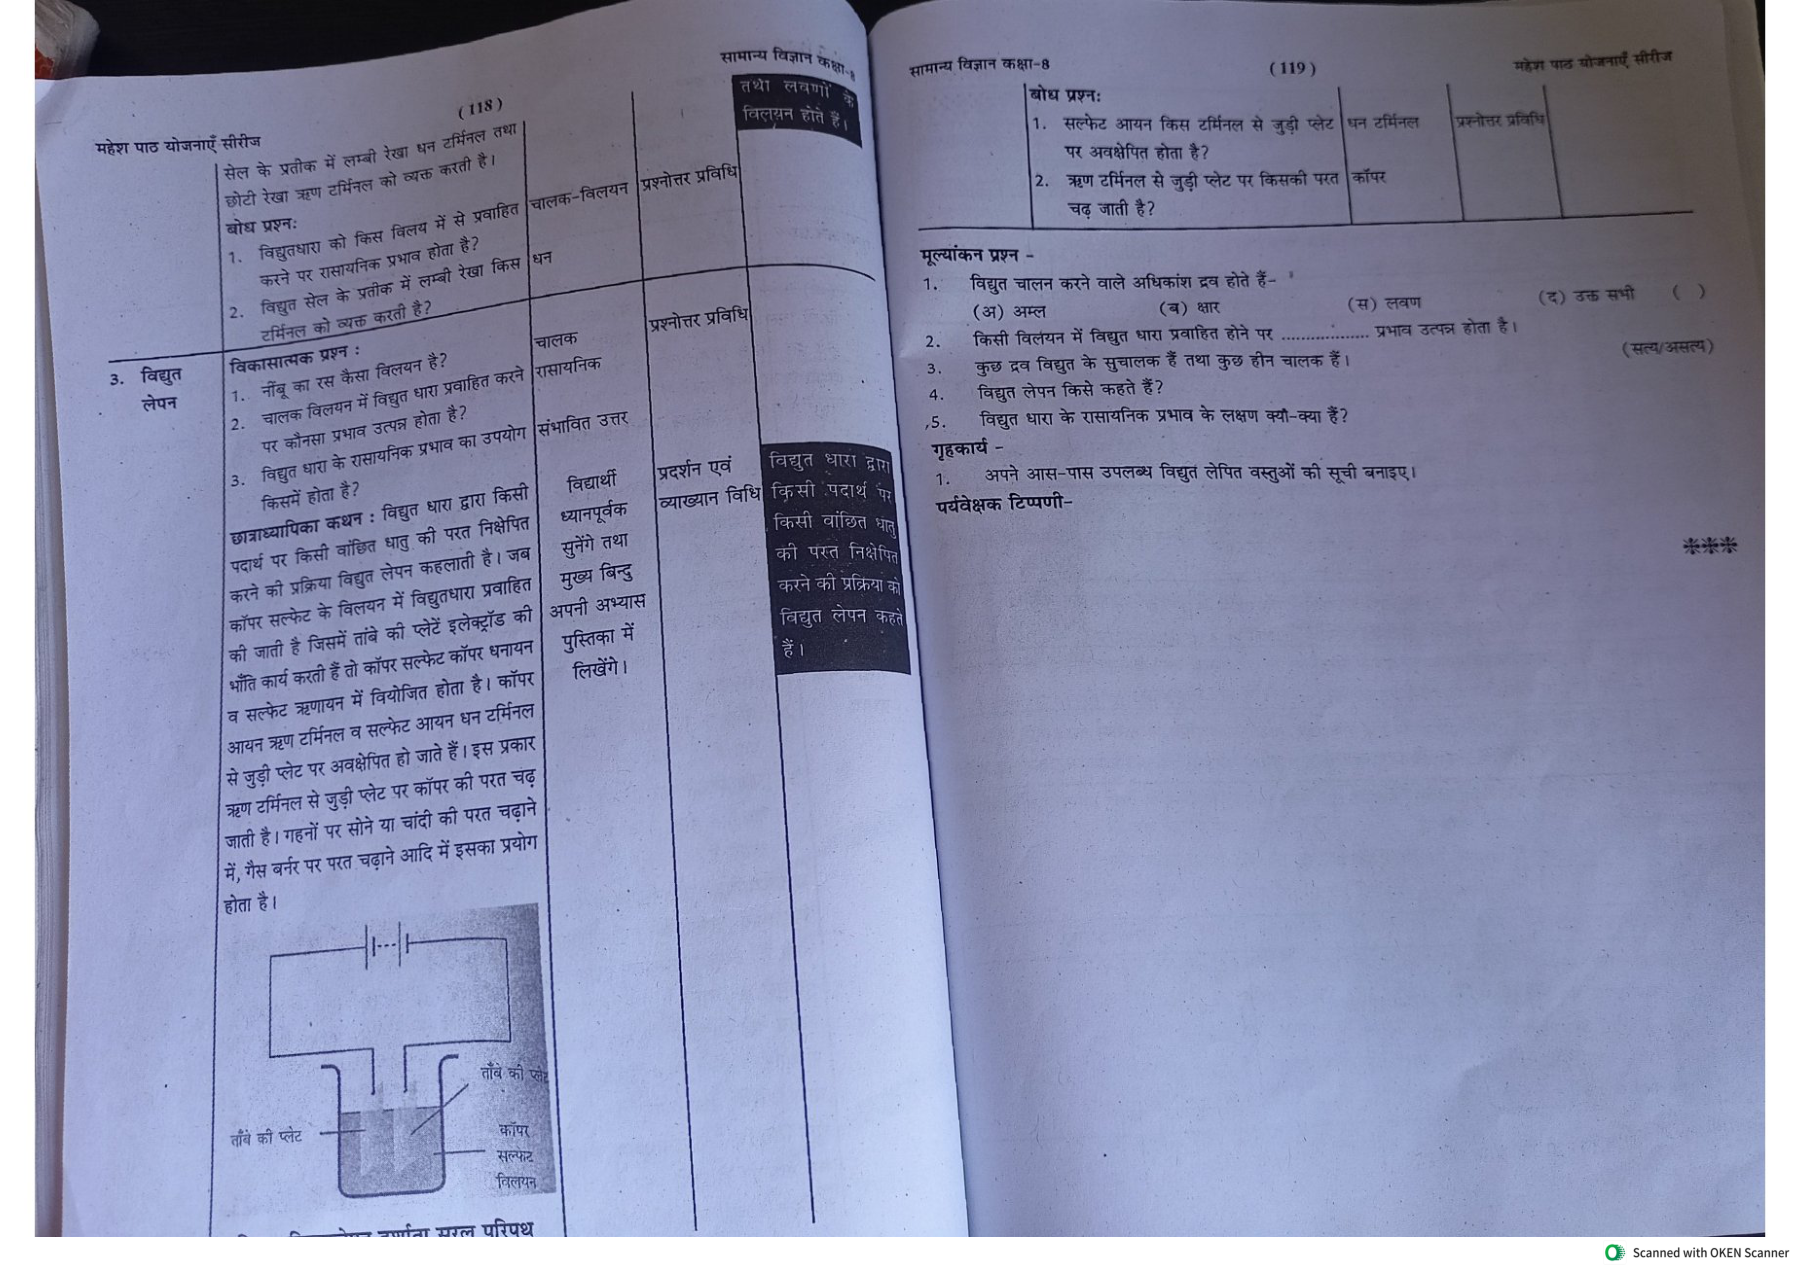 महेश पाठ योजनाएँ सीरीज
(118)
सामान्य विज्ञान कक्षा-8
सेल के प्रतीक में लम्बी रेखा धन टर्मिनल तथा
छोटी रेखा ऋण टर्मिनल को व्यक्त करती है।
बोध प्रश्न:
1. विद्युतधारा को किस विलय में से प्रवाहित
करने पर रासायनिक प्रभाव होता है?
2. विद्युत सेल के प्रतीक में लम्बी रेखा किस
टर्मिनल को व्यक्त करती है?
चालक-विलयन
धन
प्रश्नोत्तर प्रविधि
तथा लवणों के
विलयन होते हैं।
3. विद्युत
लेपन
विकासात्मक प्रश्न :
1. नींबू का रस कैसा विलयन है?
2. चालक विलयन में विद्युत धारा प्रवाहित करने
पर कौनसा प्रभाव उत्पन्न होता है?
3. विद्युत धारा के रासायनिक प्रभाव का उपयोग
किसमें होता है?
चालक
रासायनिक
संभावित उत्तर
प्रश्नोत्तर प्रविधि
छात्राध्यापिका कथन : विद्युत धारा द्वारा किसी
पदार्थ पर किसी वांछित धातु की परत निक्षेपित
करने की प्रक्रिया विद्युत लेपन कहलाती है। जब
कॉपर सल्फेट के विलयन में विद्युतधारा प्रवाहित
की जाती है जिसमें तांबे की प्लेटें इलेक्ट्रॉड की
भाँति कार्य करती हैं तो कॉपर सल्फेट कॉपर धनायन
व सल्फेट ऋणायन में वियोजित होता है। कॉपर
आयन ऋण टर्मिनल व सल्फेट आयन धन टर्मिनल
से जुड़ी प्लेट पर अवक्षेपित हो जाते हैं। इस प्रकार
ऋण टर्मिनल से जुड़ी प्लेट पर कॉपर की परत चढ़
जाती है। गहनों पर सोने या चांदी की परत चढ़ाने
में, गैस बर्नर पर परत चढ़ाने आदि में इसका प्रयोग
होता है।
विद्यार्थी
ध्यानपूर्वक
सुनेंगे तथा
मुख्य बिन्दु
अपनी अभ्यास
पुस्तिका में
लिखेंगे।
प्रदर्शन एवं
व्याख्यान विधि
विद्युत धारा द्वारा
किसी पदार्थ पर
किसी वांछित धातु
की परत निक्षेपित
करने की प्रक्रिया को
विद्युत लेपन कहते
हैं।
ताँबे की प्लेट
ताँबे की प्लेट
कॉपर
सल्फेट
विलयन
सरल परिपथ
सामान्य विज्ञान कक्षा-8
(119)
महेश पाठ योजनाएँ सीरीज
बोध प्रश्न:
1. सल्फेट आयन किस टर्मिनल से जुड़ी प्लेट
पर अवक्षेपित होता है?
2. ऋण टर्मिनल से जुड़ी प्लेट पर किसकी परत
चढ़ जाती है?
धन टर्मिनल
कॉपर
प्रश्नोत्तर प्रविधि
मूल्यांकन प्रश्न -
1. विद्युत चालन करने वाले अधिकांश द्रव होते हैं-
(अ) अम्ल (ब) क्षार (स) लवण (द) उक्त सभी ( )
2. किसी विलयन में विद्युत धारा प्रवाहित होने पर .................. प्रभाव उत्पन्न होता है।
3. कुछ द्रव विद्युत के सुचालक हैं तथा कुछ हीन चालक हैं। (सत्य/असत्य)
4. विद्युत लेपन किसे कहते हैं?
5. विद्युत धारा के रासायनिक प्रभाव के लक्षण क्यौ-क्या हैं?
गृहकार्य -
1. अपने आस-पास उपलब्ध विद्युत लेपित वस्तुओं की सूची बनाइए।
पर्यवेक्षक टिप्पणी-
Scanned with OKEN Scanner